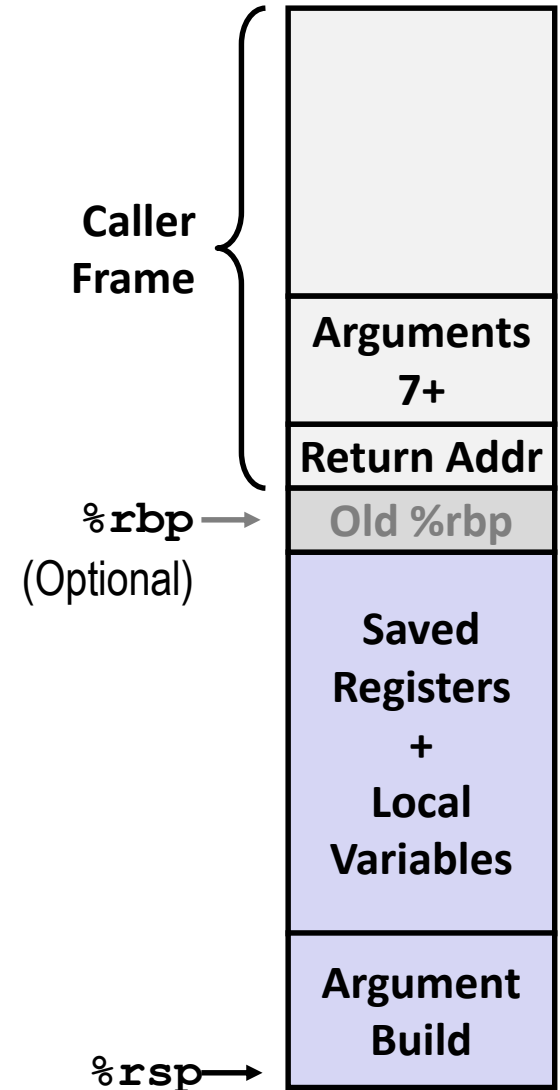 Caller
Frame
Arguments
7+
Return Addr
%rbp
(Optional)
Old %rbp
Saved
Registers
+
Local
Variables
Argument
Build
%rsp